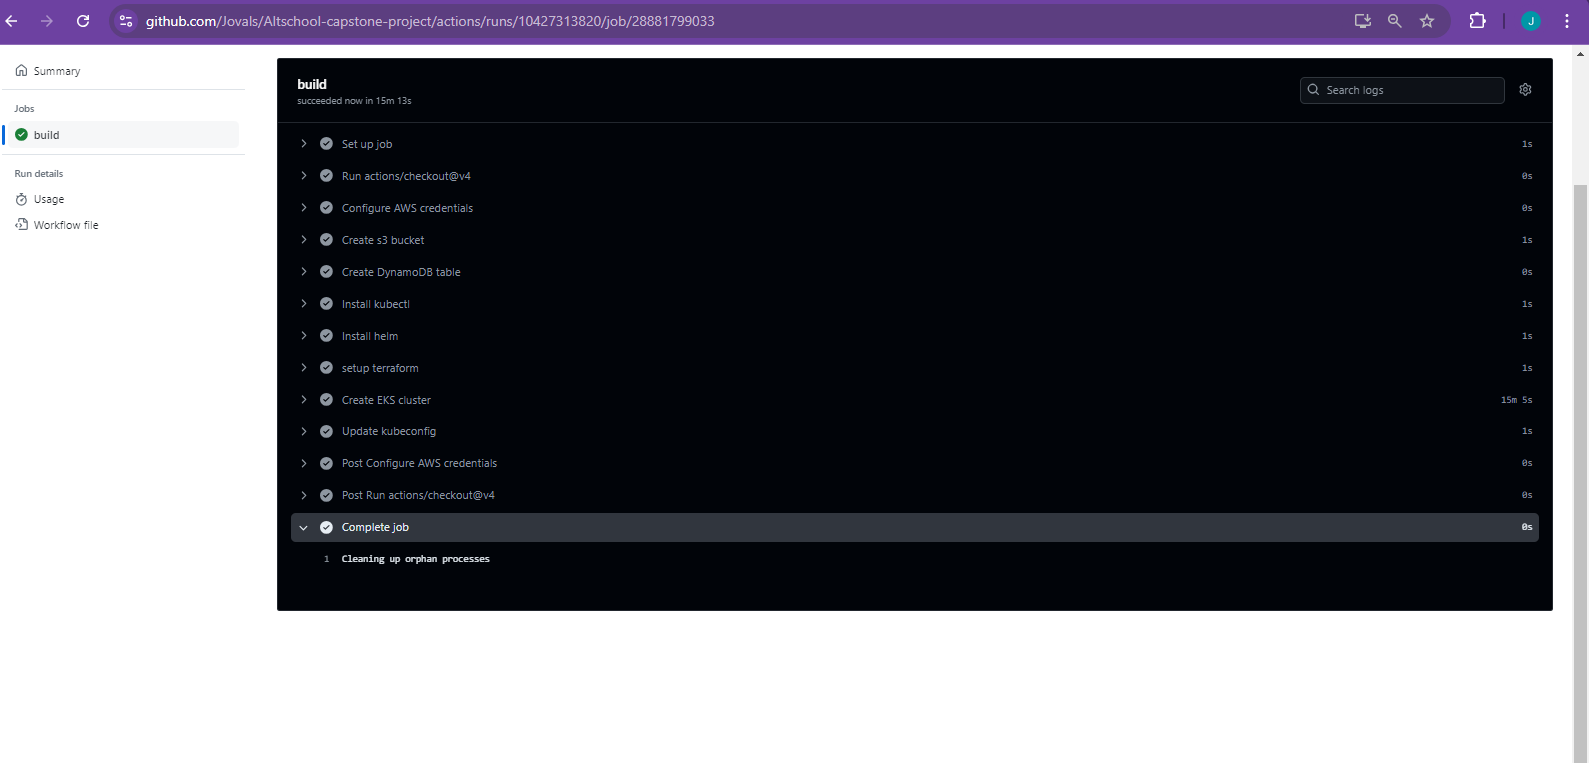 github.com/Jovals/Altschool-capstone-project/actions/runs/10427313820/job/28881799033
J
Summary
Jobs
build
Run details
Usage
Workflow file
build
succeeded now in 15m 13s
Search logs
Set up job 1s
Run actions/checkout@v4 0s
Configure AWS credentials 0s
Create s3 bucket 1s
Create DynamoDB table 0s
Install kubectl 1s
Install helm 1s
setup terraform 1s
Create EKS cluster 15m 5s
Update kubeconfig 1s
Post Configure AWS credentials 0s
Post Run actions/checkout@v4 0s
Complete job 0s
1 Cleaning up orphan processes